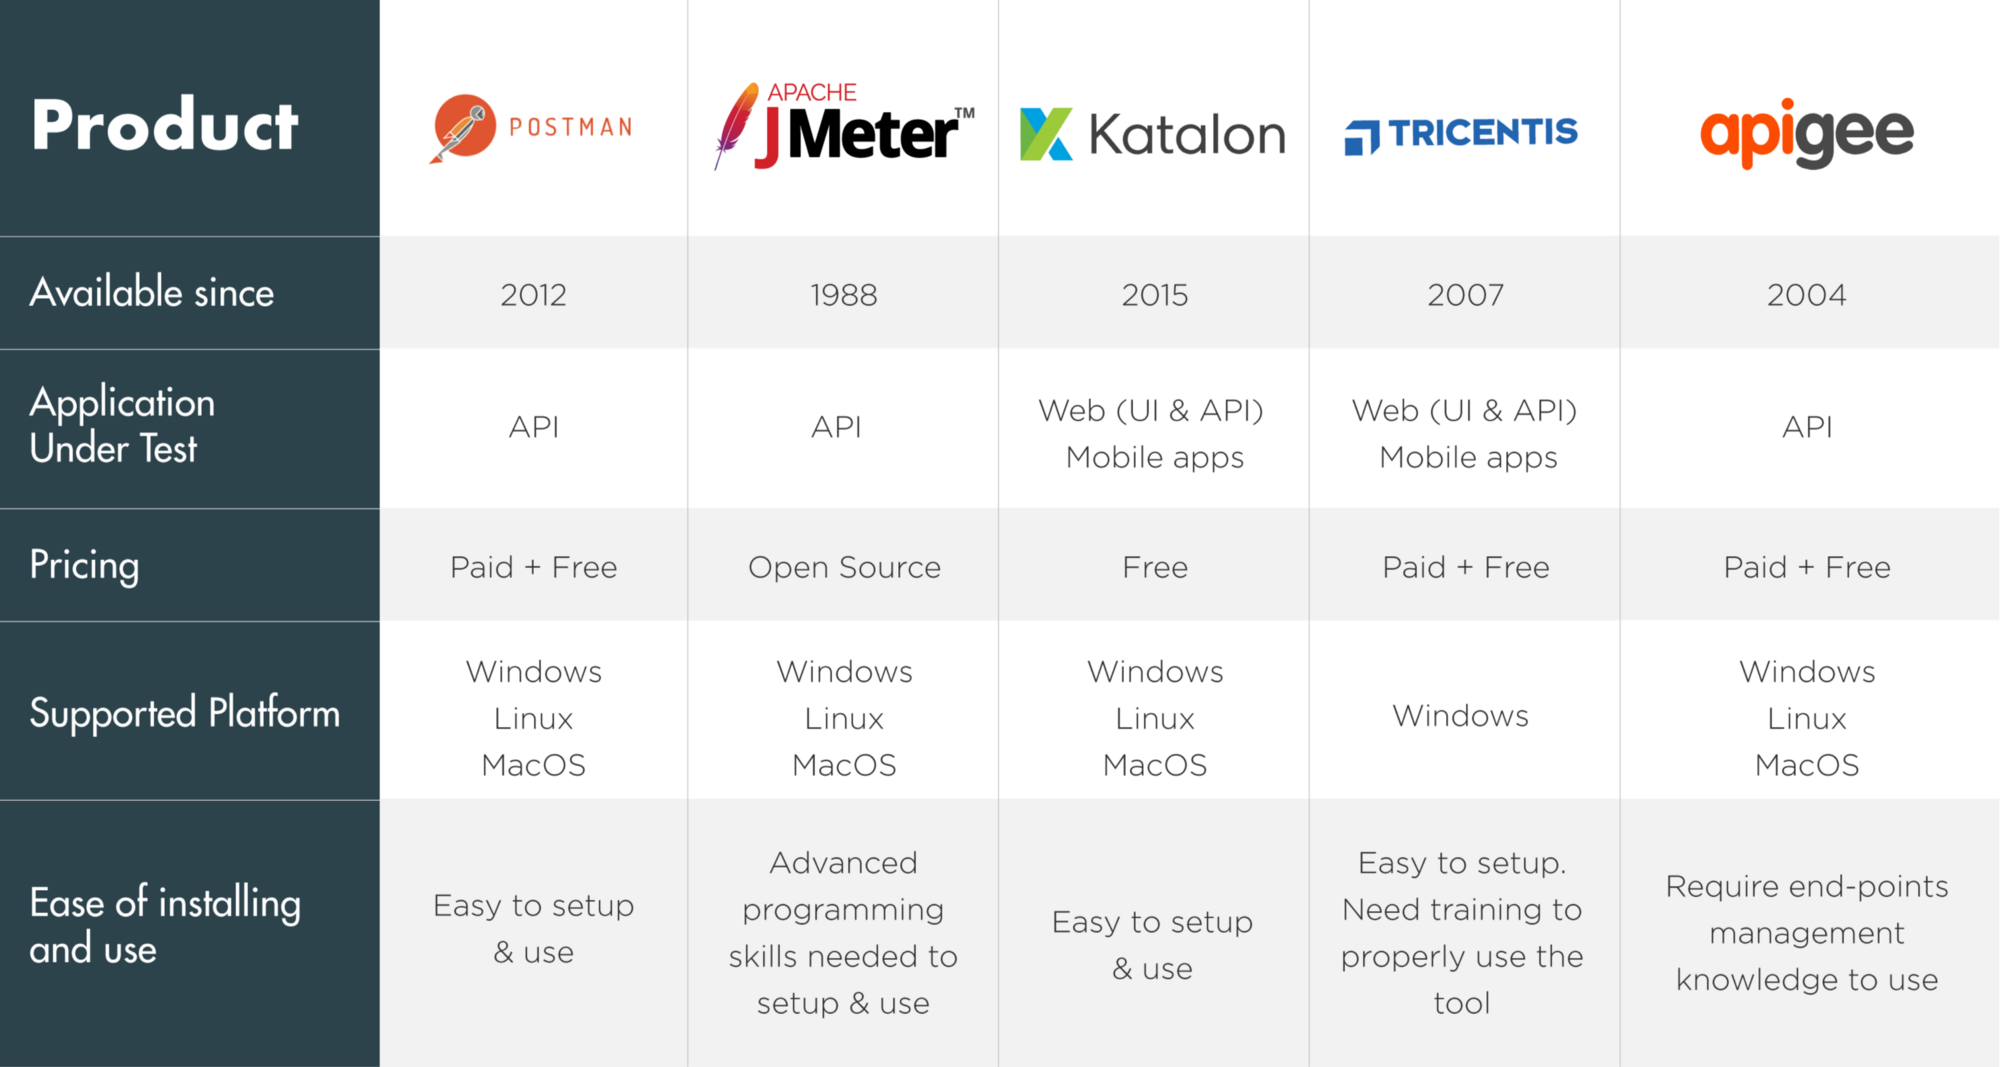 Product
POSTMAN
APACHE
JMeter™
Katalon
TRICENTIS
apigee
Available since
2012
1988
2015
2007
2004
Application
Under Test
API
API
Web (UI & API)
Mobile apps
Web (UI & API)
Mobile apps
API
Pricing
Paid + Free
Open Source
Free
Paid + Free
Paid + Free
Supported Platform
Windows
Linux
MacOS
Windows
Linux
MacOS
Windows
Linux
MacOS
Windows
Windows
Linux
MacOS
Ease of installing
and use
Easy to setup
& use
Advanced
programming
skills needed to
setup & use
Easy to setup
& use
Easy to setup.
Need training to
properly use the
tool
Require end-points
management
knowledge to use